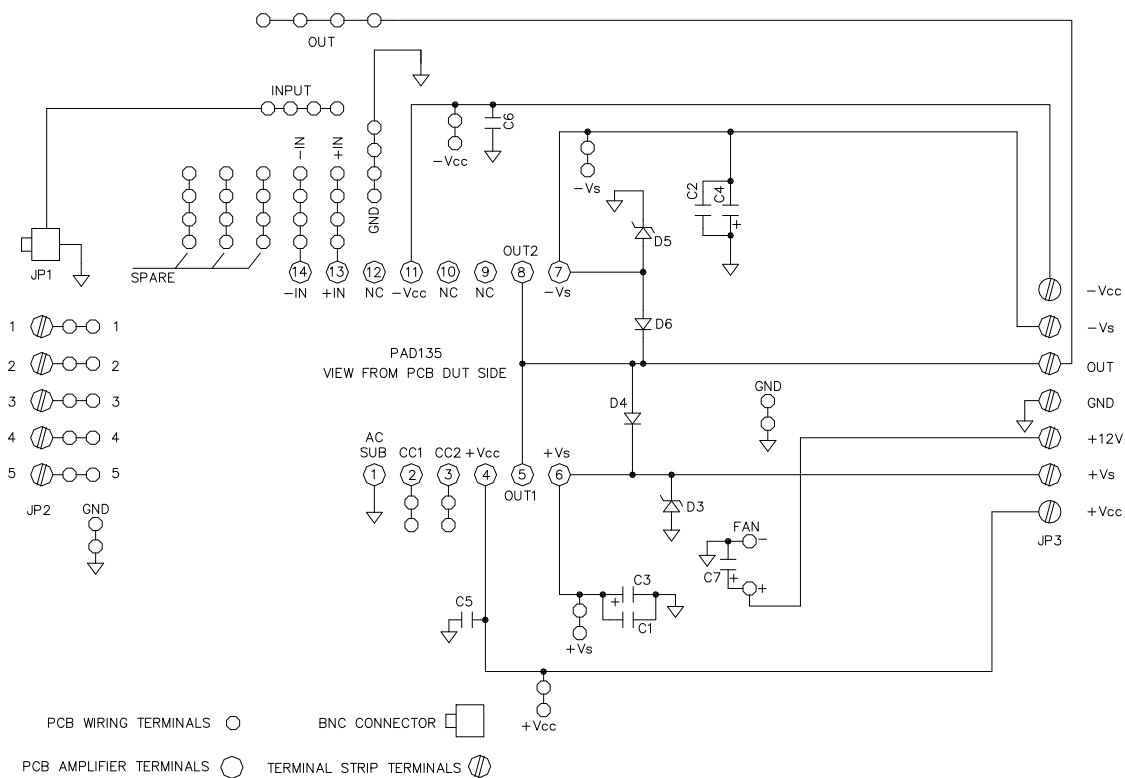 OUT
INPUT
-IN
+IN
GND
-Vcc
C6
-Vs
C2
C4
+
D5
JP1
SPARE
OUT2
14 13 12 11 10 9 8 7
-IN +IN NC -Vcc NC NC -Vs
-Vcc
1 1
D6
-Vs
PAD135
VIEW FROM PCB DUT SIDE
2 2
OUT
3 3
D4
GND
GND
4 4
+12V
AC
SUB CC1 CC2 +Vcc +Vs
5 5
1 2 3 4 5 6
+Vs
OUT1
JP2
GND
D3
+Vcc
FAN
-
JP3
C7
+
+
C3
+
C5
C1
+Vs
+Vcc
PCB WIRING TERMINALS
BNC CONNECTOR
PCB AMPLIFIER TERMINALS
TERMINAL STRIP TERMINALS